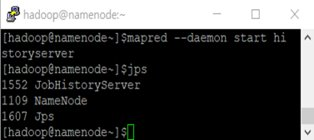 hadoop@namenode:~
[hadoop@namenode~]$mapred --daemon start hi
storyserver
[hadoop@namenode~]$jps
1552 JobHistoryServer
1109 NameNode
1607 Jps
[hadoop@namenode~]$